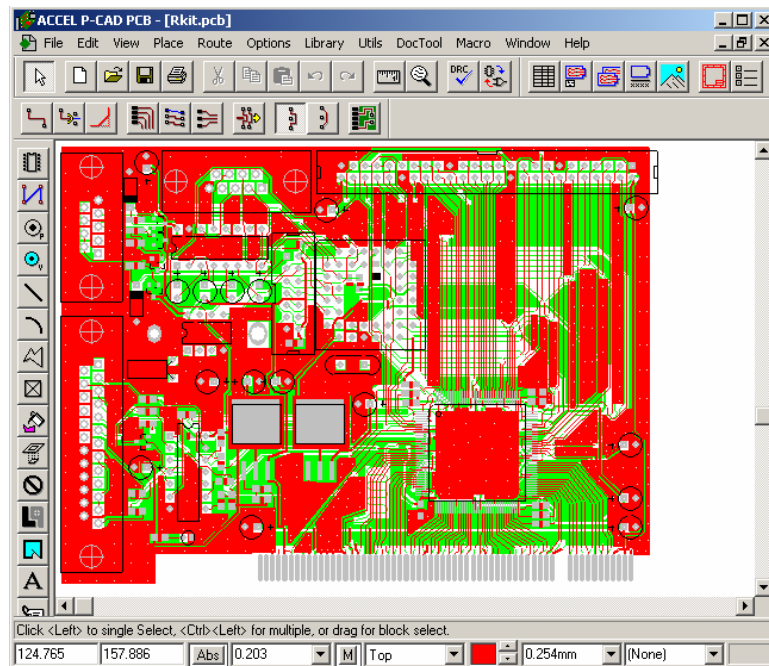 ACCEL P-CAD PCB - [Rkit.pcb]
File Edit View Place Route Options Library Utils DocTool Macro Window Help
DRC
A
Click <Left> to single Select, <Ctrl><Left> for multiple, or drag for block select.
124.765 157.886 Abs 0.203 M Top 0.254mm (None)